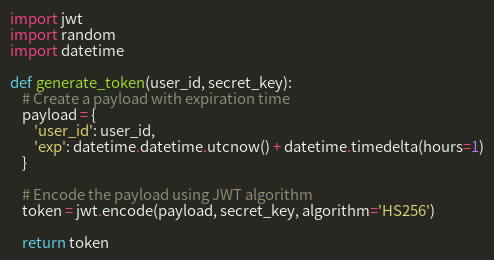 import jwt
import random
import datetime

def generate_token(user_id, secret_key):
    # Create a payload with expiration time
    payload = {
        'user_id': user_id,
        'exp': datetime.datetime.utcnow() + datetime.timedelta(hours=1)
    }

    # Encode the payload using JWT algorithm
    token = jwt.encode(payload, secret_key, algorithm='HS256')

    return token